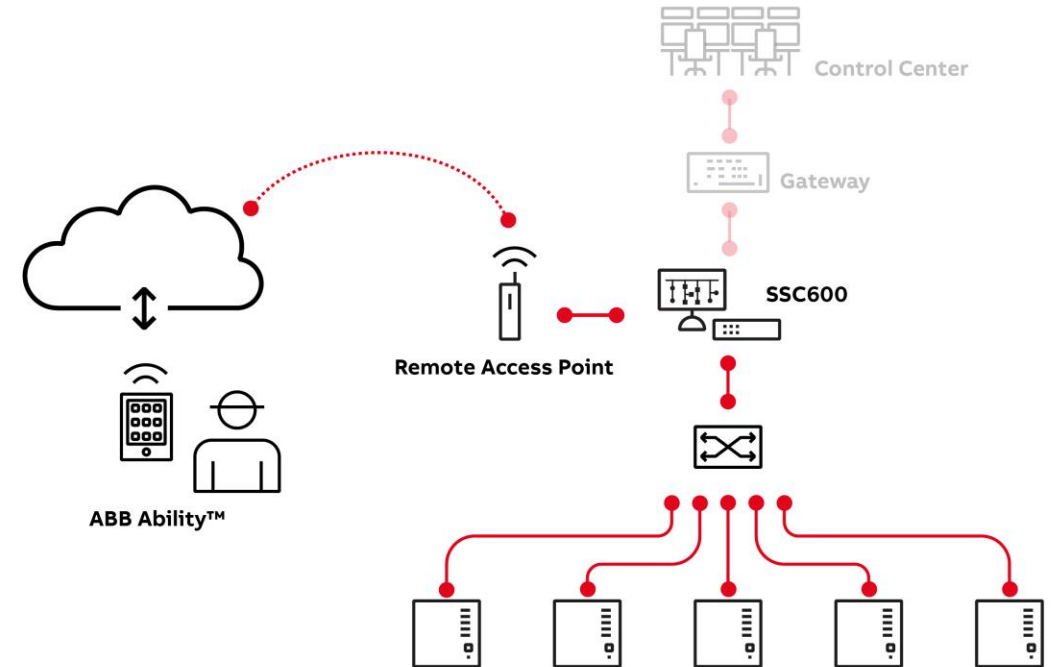 Control Center
Gateway
SSC600
Remote Access Point
ABB Ability™